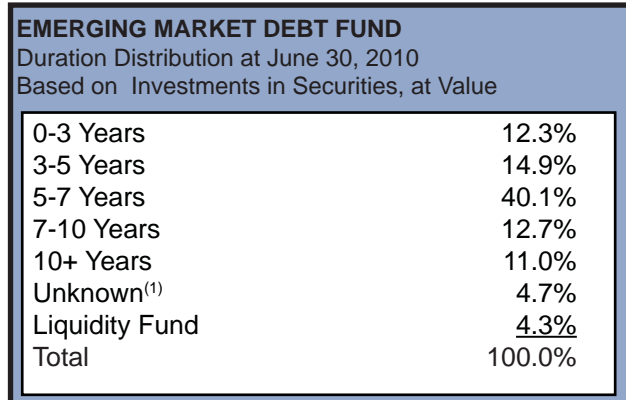 EMERGING MARKET DEBT FUND
Duration Distribution at June 30, 2010
Based on  Investments in Securities, at Value
0-3 Years 12.3%
3-5 Years 14.9%
5-7 Years 40.1%
7-10 Years 12.7%
10+ Years 11.0%
Unknown(1) 4.7%
Liquidity Fund 4.3%
Total 100.0%